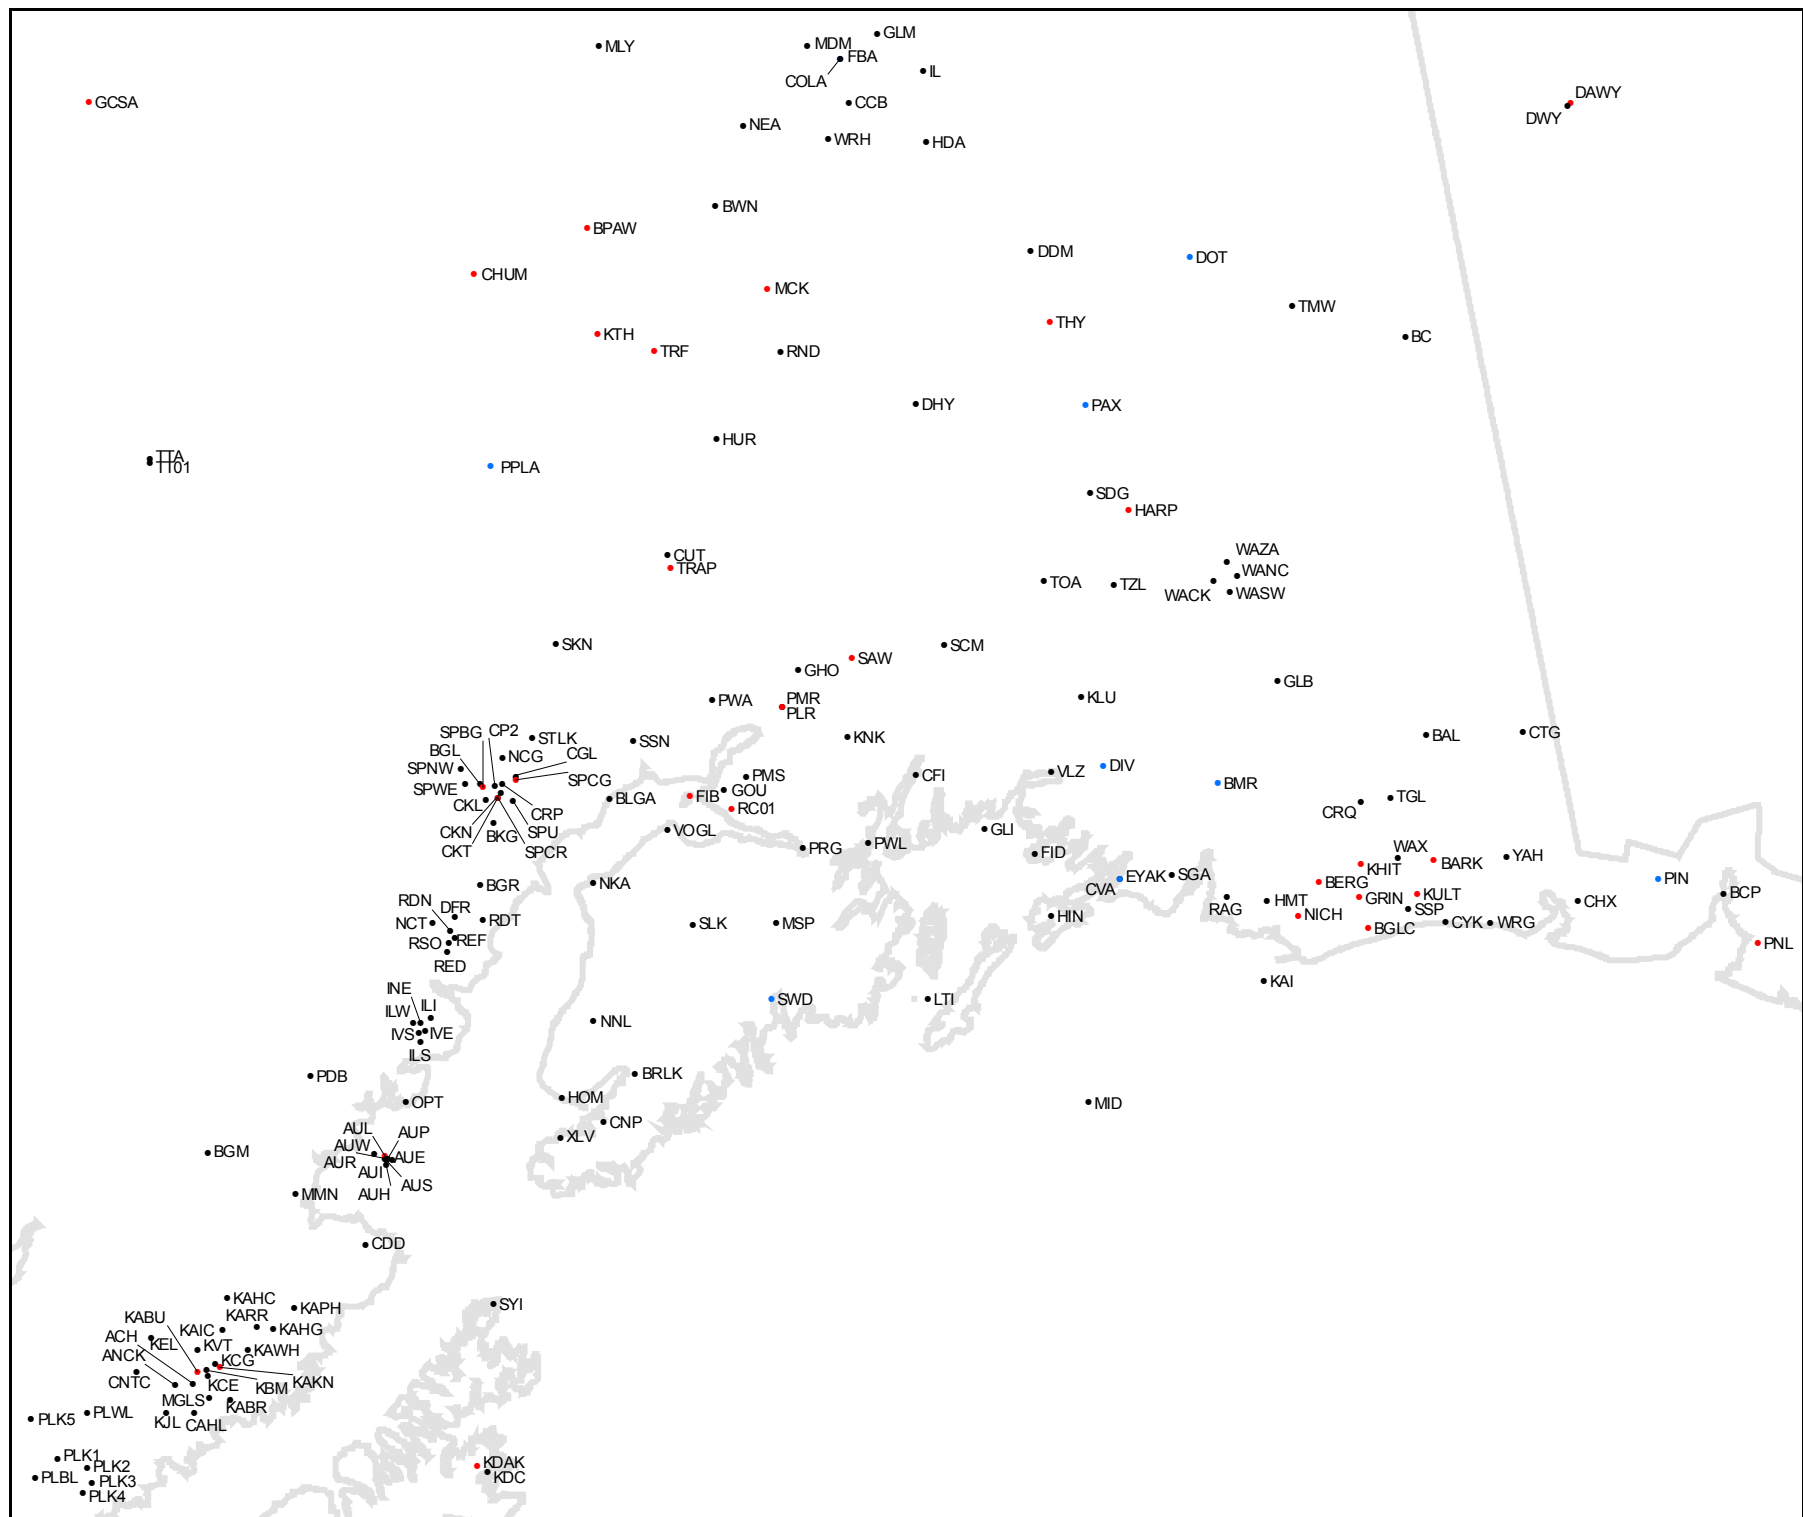 GLM
MLY
MDM
FBA
COLA
IL
GCSA
CCB
DAWY
DWY
NEA
WRH
HDA
BWN
BPAW
DDM
DOT
CHUM
MCK
TMW
THY
KTH
BC
TRF
RND
DHY
PAX
HUR
TTA
TT01
PPLA
SDG
HARP
CUT
TRAP
WAZA
WANC
WACK
WASW
TOA
TZL
SKN
SCM
SAW
GHO
GLB
PWA
PMR
PLR
KLU
SPBG
CP2
STLK
SSN
KNK
BAL
CTG
BGL
NCG
CGL
SPNW
SPCG
SPWE
PMS
CFI
VLZ
DIV
BMR
GOU
FIB
BLGA
RC01
CKL
CRP
TGL
CRQ
CKN
SPU
BKG
CKT
SPCR
VOGL
GLI
PRG
PWL
FID
WAX
KHIT
BARK
YAH
EYAK
SGA
CVA
BERG
PIN
BGR
NKA
RDN
DFR
RAG
HMT
GRIN
KULT
BCP
CHX
NICH
SSP
NCT
RDT
SLK
MSP
HIN
CYK
WRG
BGLC
REF
RSO
RED
PNL
INE
ILI
KAI
SWD
LTI
ILW
IVS
IVE
NNL
ILS
PDB
BRLK
OPT
HOM
MID
CNP
AUL
AUP
XLV
AUW
BGM
AUR
AUE
AUI
AUS
AUH
MMN
CDD
KAHC
SYI
KABU
KARR
KAPH
KAIC
KAHG
ACH
KEL
KVT
KAWH
ANCK
KCG
CNTC
KCE
KBM
KAKN
MGLS
KABR
PLK5
PLWL
KJL
CAHL
PLK1
PLK2
KDAK
PLBL
PLK3
KDC
PLK4